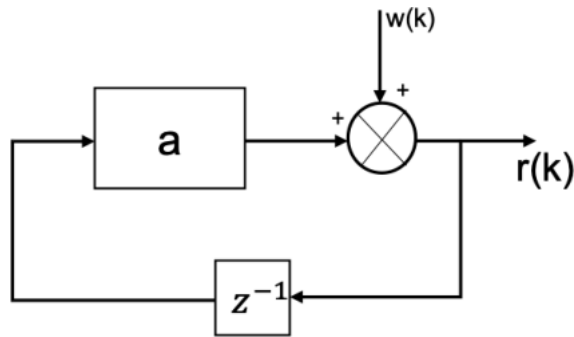 w(k)
+
+
a
r(k)
z⁻¹